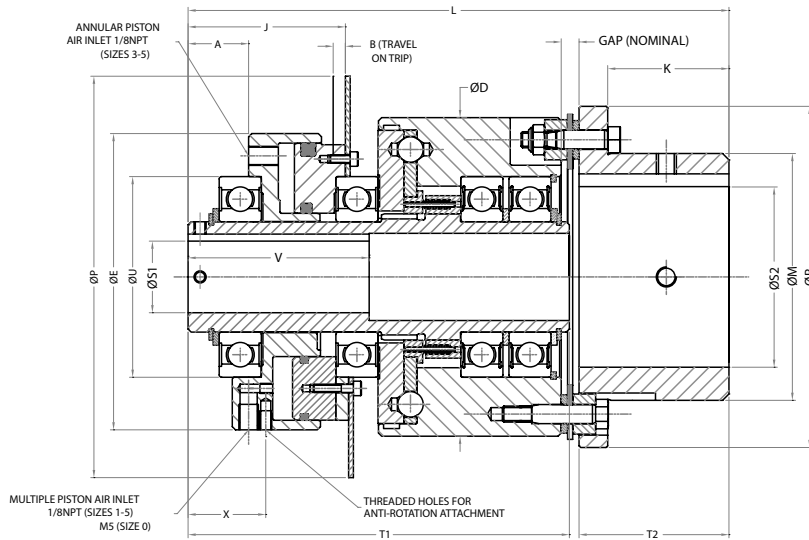 L
ANNULAR PISTON
AIR INLET 1/8NPT
(SIZES 3-5)
J
A
B (TRAVEL
ON TRIP)
GAP (NOMINAL)
K
ØD
ØP
ØE
ØU
ØS1
V
ØS2
ØM
ØR
MULTIPLE PISTON AIR INLET
1/8NPT (SIZES 1-5)
M5 (SIZE 0)
X
THREADED HOLES FOR
ANTI-ROTATION ATTACHMENT
T1
T2